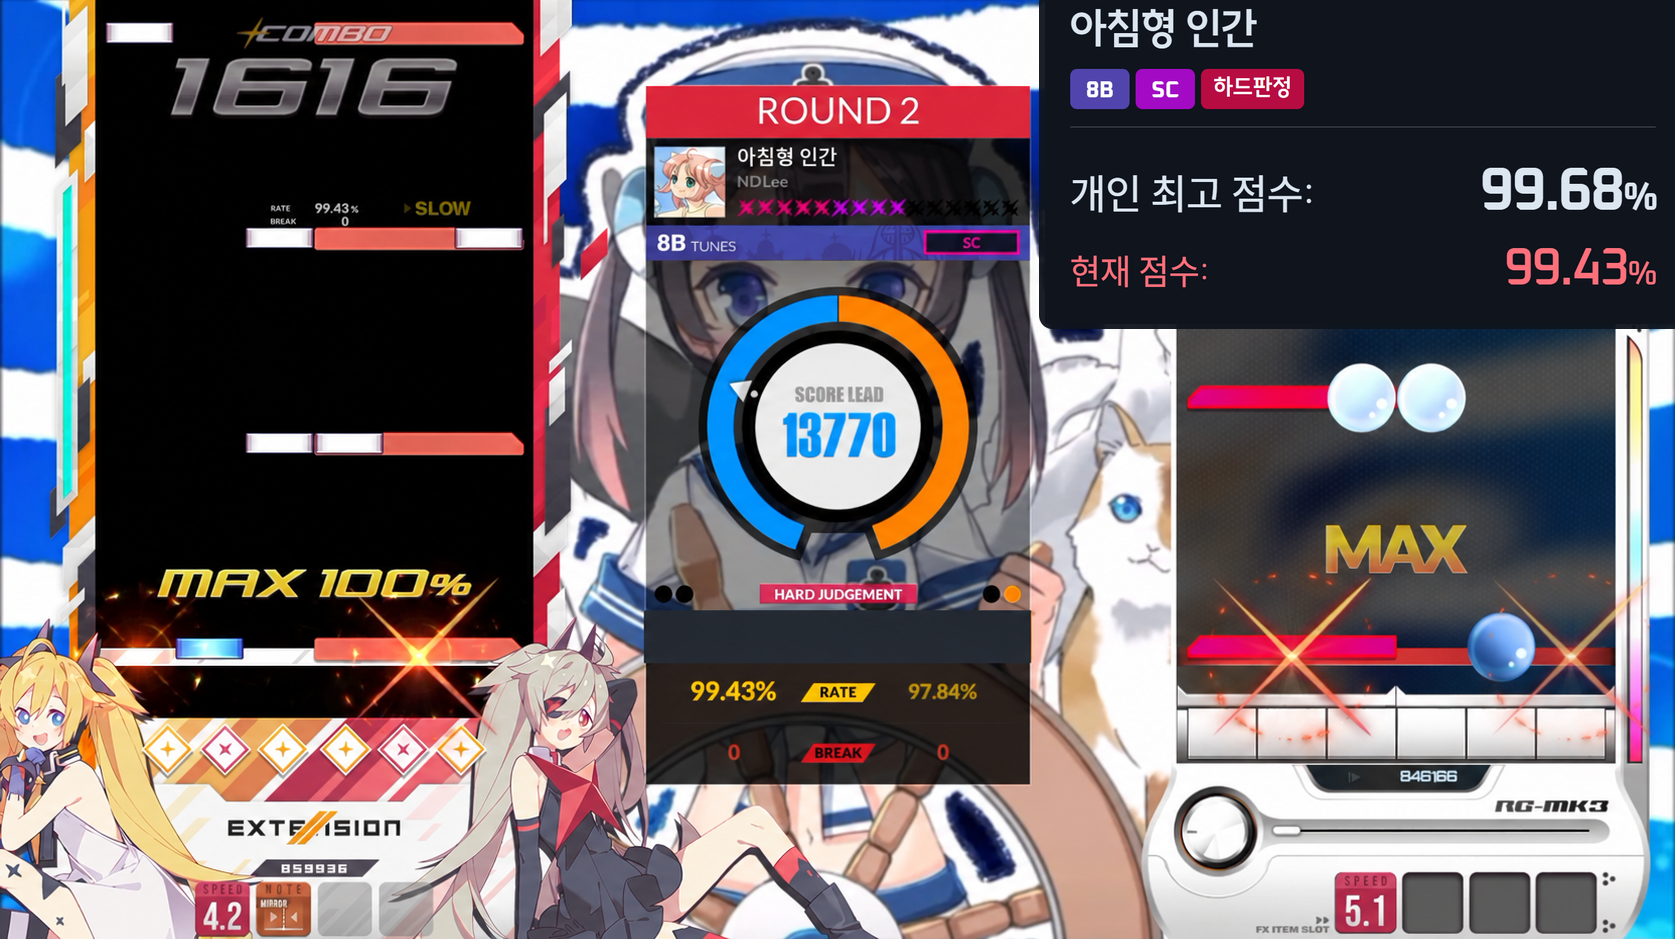 COMBO
1616
RATE 99.43%
BREAK 0
SLOW
MAX 100%
EXTENSION
859936
SPEED
4.2
NOTE
MIRROR
ROUND 2
아침형 인간
NDLee
8B TUNES
SC
SCORE LEAD
13770
HARD JUDGEMENT
99.43% RATE 97.84%
0 BREAK 0
아침형 인간
8B SC 하드판정
개인 최고 점수: 99.68%
현재 점수: 99.43%
MAX
846166
RG-MK3
FX ITEM SLOT
SPEED
5.1